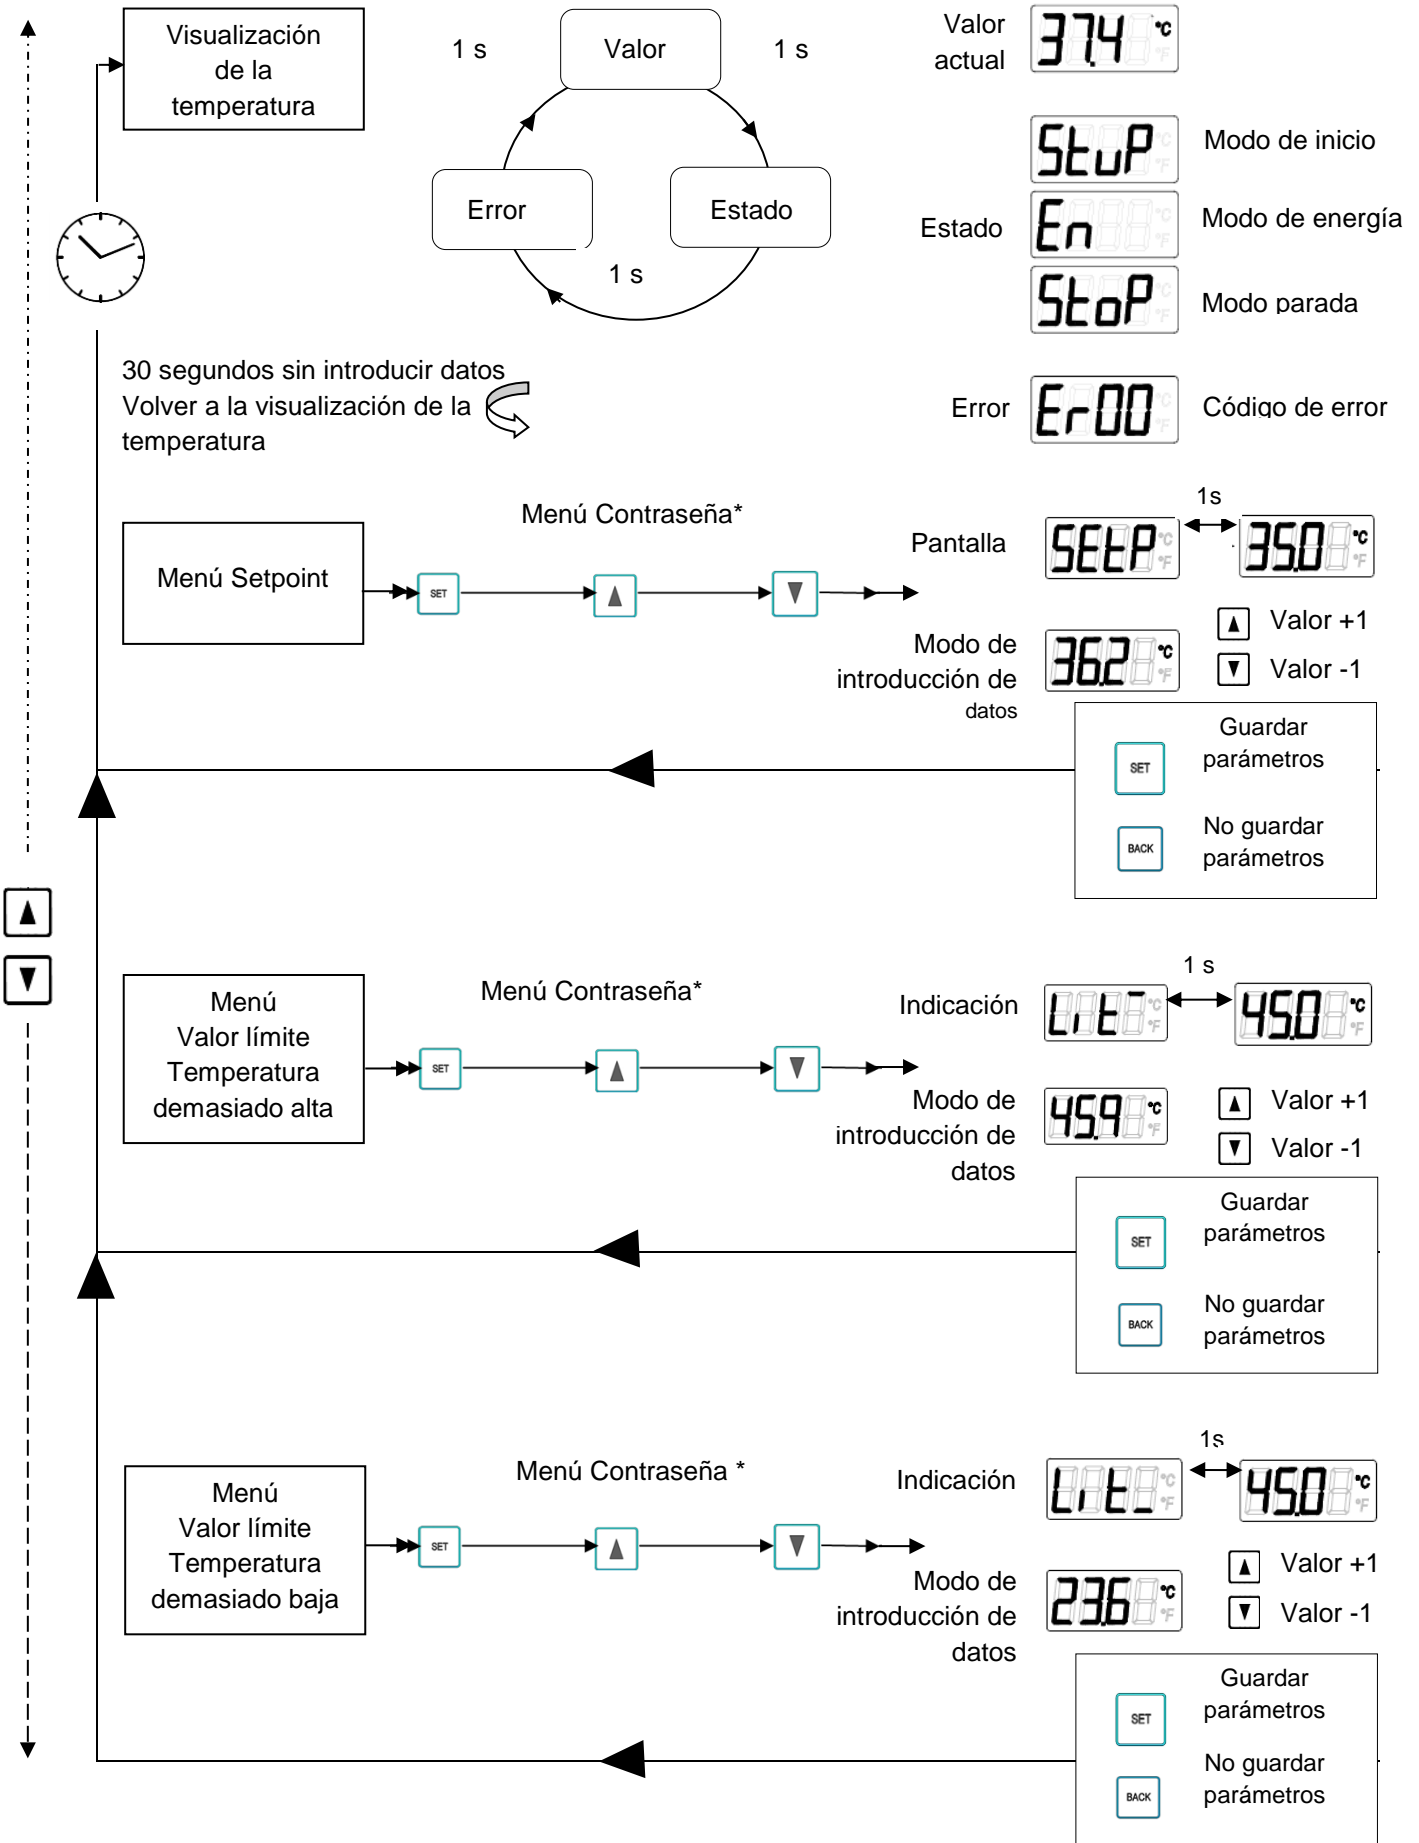 Visualización
de la
temperatura
1 s
Valor
1 s
Error
Estado
1 s
Valor
actual
37.4 °C °F
Estado
StuP °C °F
Modo de inicio
En °C °F
Modo de energía
StoP °C °F
Modo parada
Error
Er00 °C °F
Código de error
30 segundos sin introducir datos
Volver a la visualización de la
temperatura
Menú Setpoint
Menú Contraseña*
SET
Pantalla
SEtP °C °F
1s
35.0 °C °F
Modo de
introducción de
datos
36.2 °C °F
Valor +1
Valor -1
SET
Guardar
parámetros
BACK
No guardar
parámetros
Menú
Valor límite
Temperatura
demasiado alta
Menú Contraseña*
SET
Indicación
Lit¯ °C °F
1 s
45.0 °C °F
Modo de
introducción de
datos
45.9 °C °F
Valor +1
Valor -1
SET
Guardar
parámetros
BACK
No guardar
parámetros
Menú
Valor límite
Temperatura
demasiado baja
Menú Contraseña *
SET
Indicación
Lit_ °C °F
1s
45.0 °C °F
Modo de
introducción de
datos
23.6 °C °F
Valor +1
Valor -1
SET
Guardar
parámetros
BACK
No guardar
parámetros